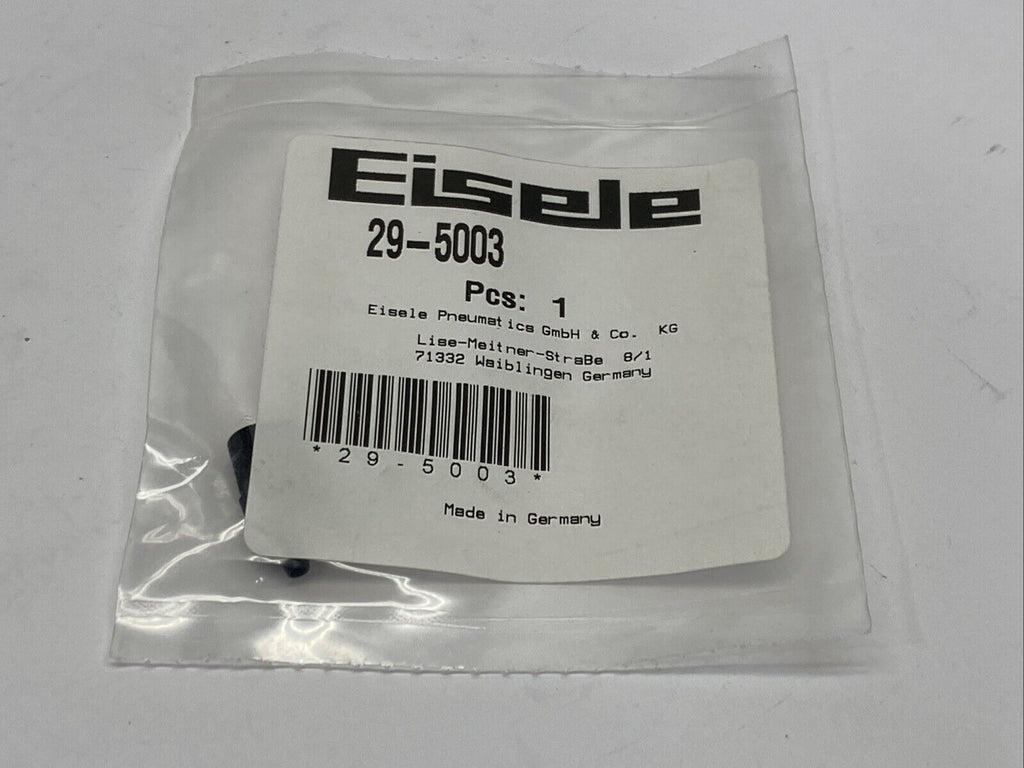 Eisele
29-5003
Pcs: 1
Eisele Pneumatics GmbH & Co. KG
Lise-Meitner-Straße 8/1
71332 Waiblingen Germany
*29-5003*
Made in Germany